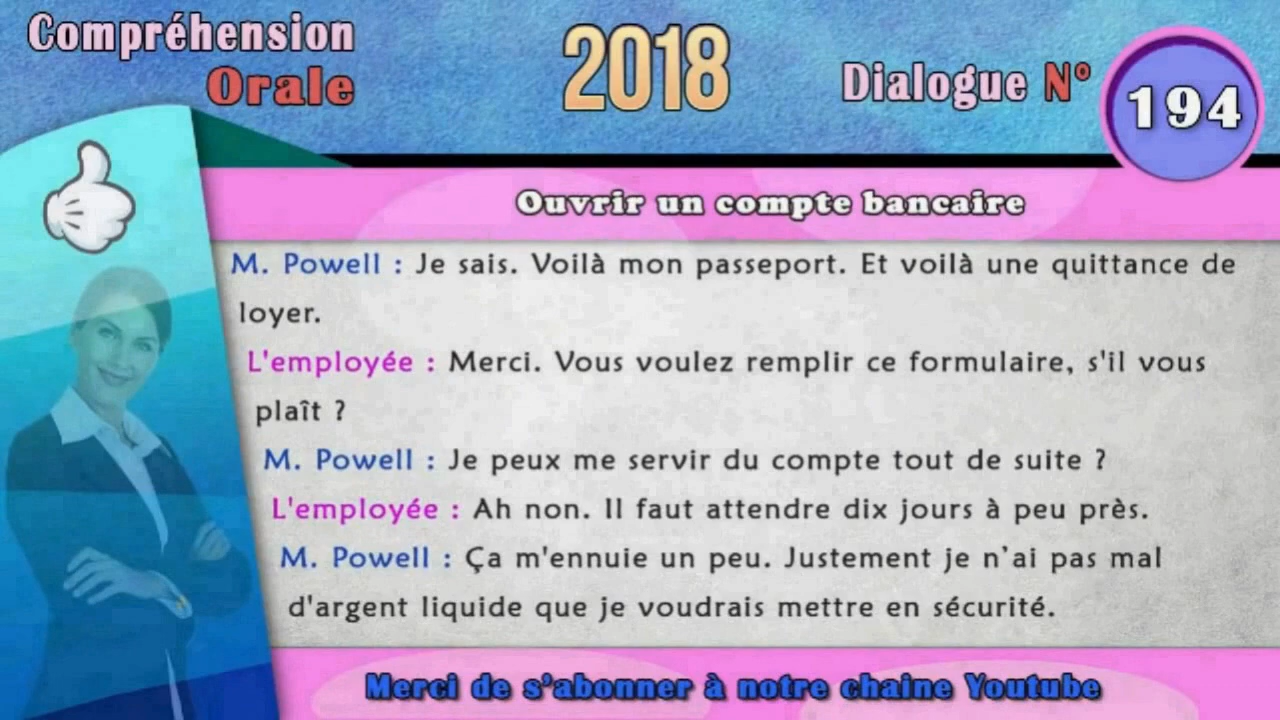 Compréhension
Orale
2018
Dialogue N°
194
Ouvrir un compte bancaire
M. Powell : Je sais. Voilà mon passeport. Et voilà une quittance de
loyer.
L'employée : Merci. Vous voulez remplir ce formulaire, s'il vous
plaît ?
M. Powell : Je peux me servir du compte tout de suite ?
L'employée : Ah non. Il faut attendre dix jours à peu près.
M. Powell : Ça m'ennuie un peu. Justement je n'ai pas mal
d'argent liquide que je voudrais mettre en sécurité.
Merci de s'abonner à notre chaine Youtube